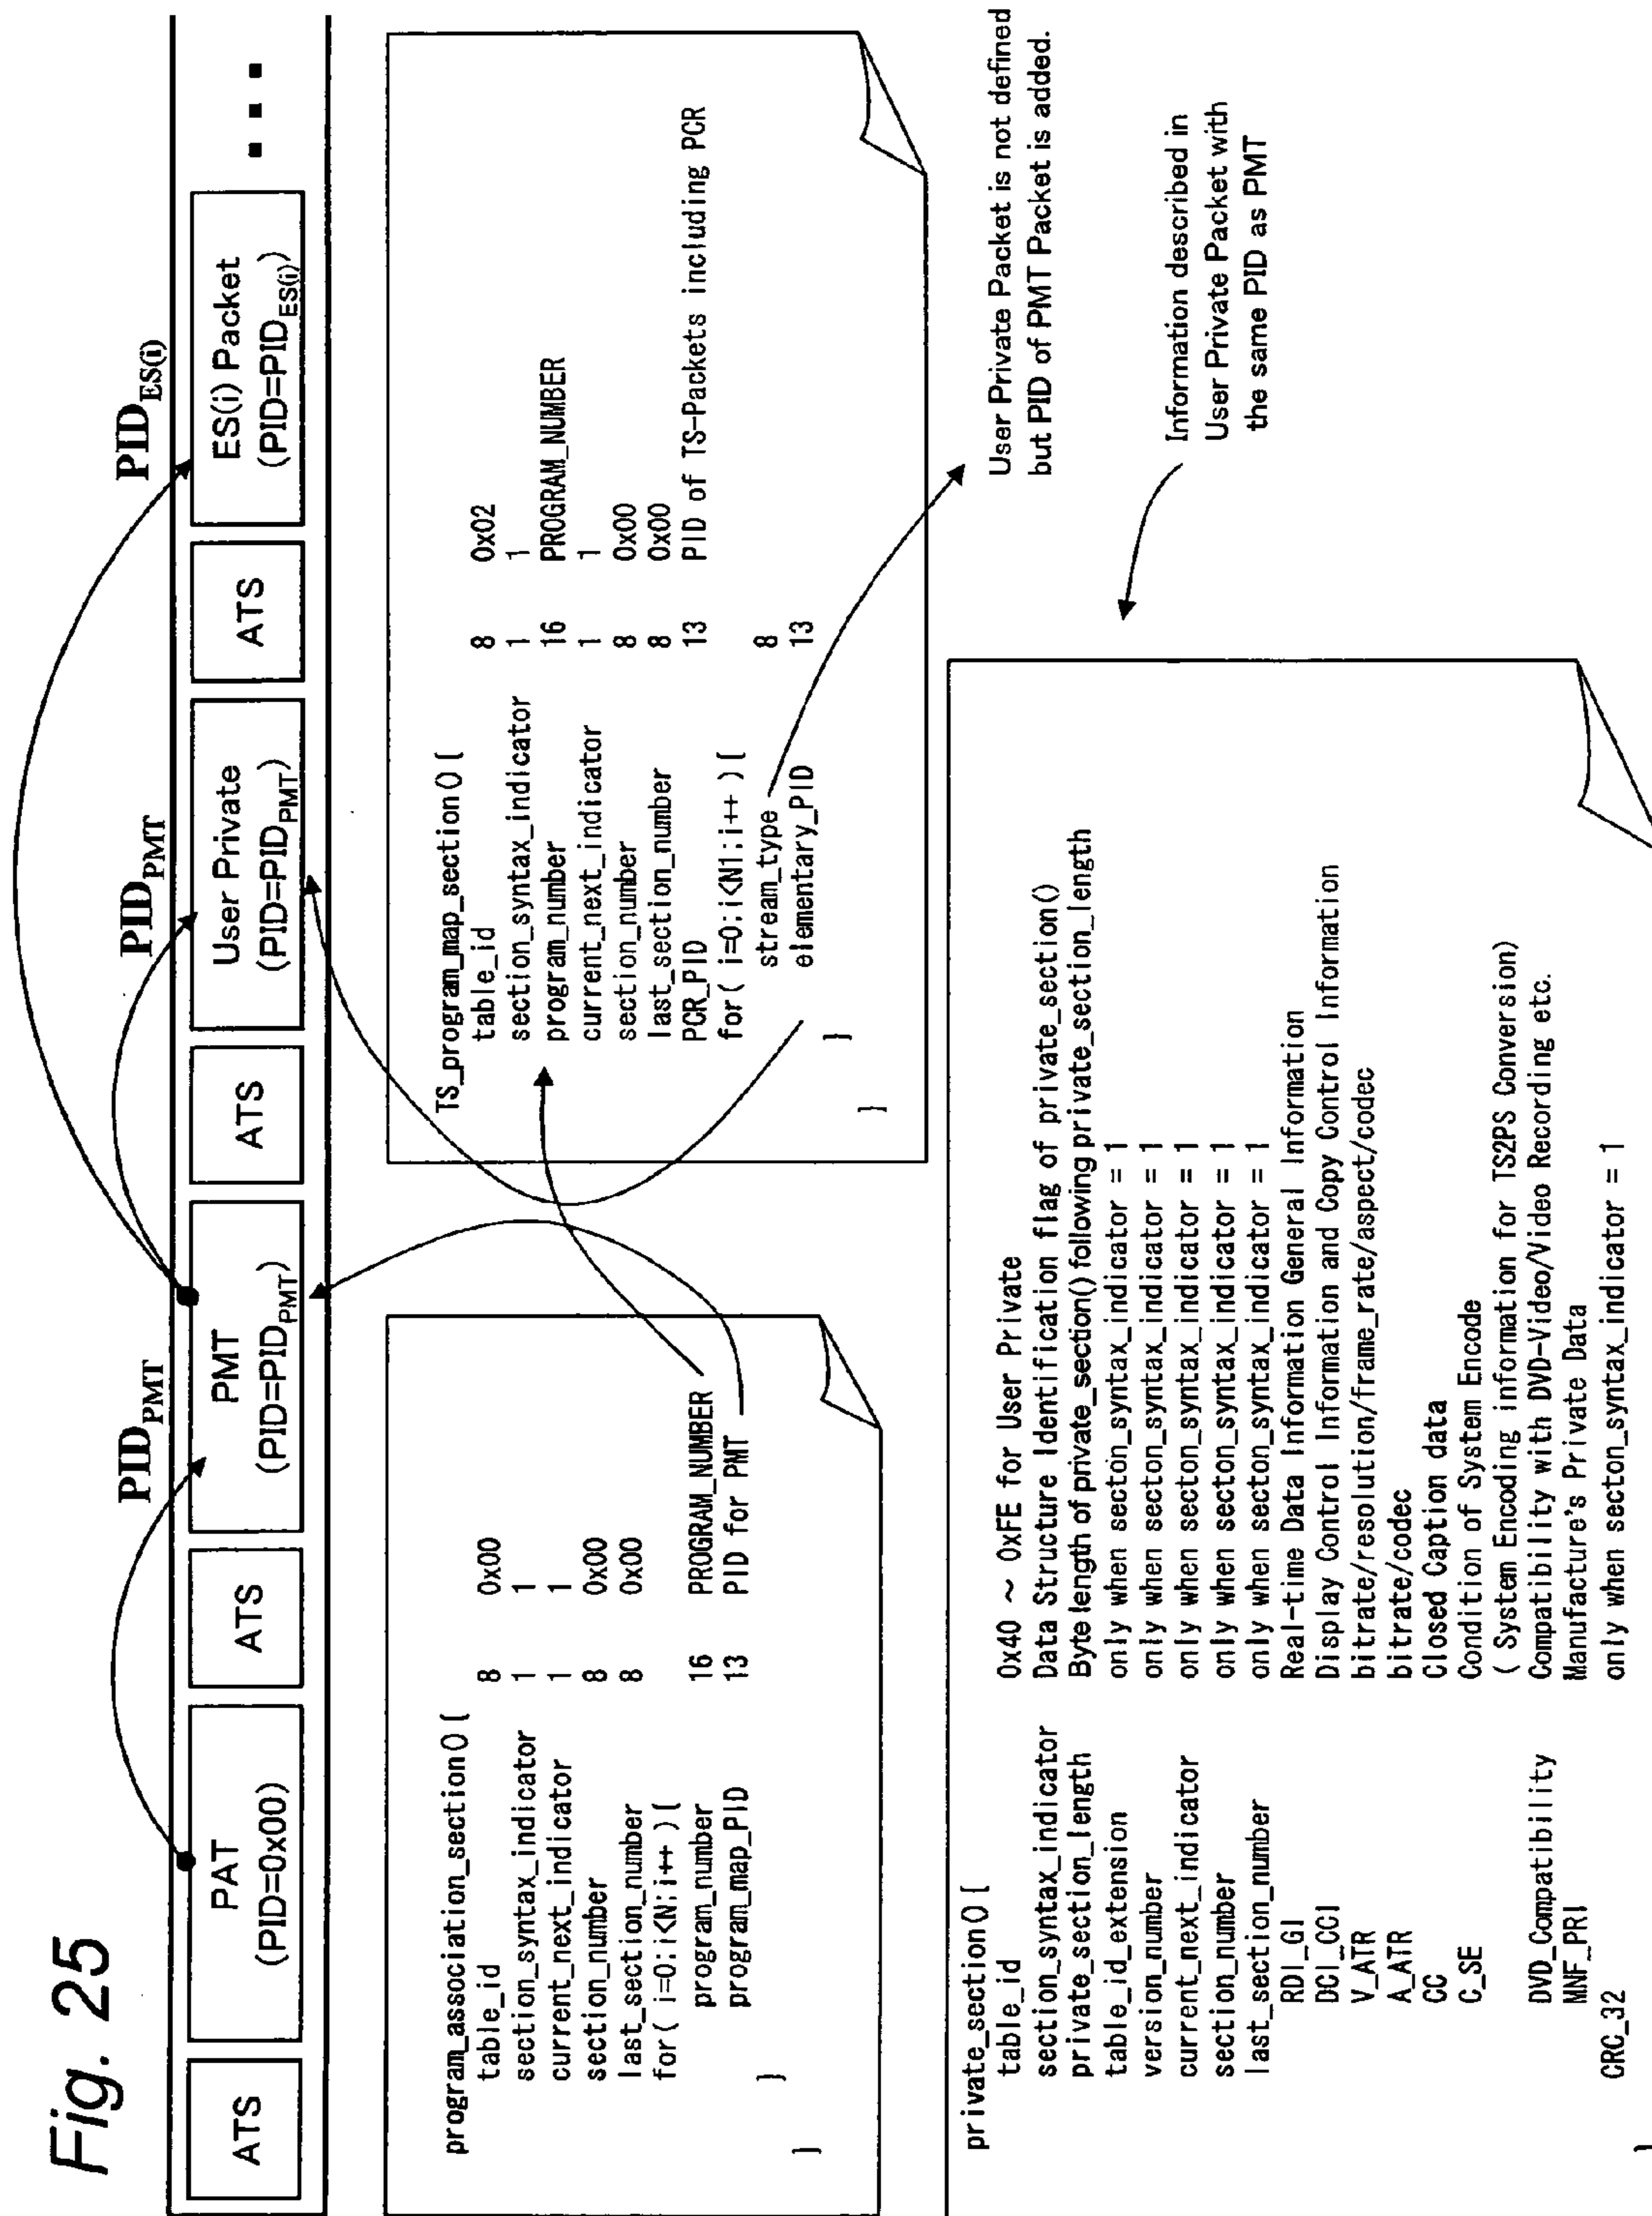 Fig. 25
PID_PMT
PID_PMT
PID_ES(i)
ATS
PAT
(PID=0x00)
ATS
PMT
(PID=PID_PMT)
ATS
User Private
(PID=PID_PMT)
ATS
ES(i) Packet
(PID=PID_ES(i))
program_association_section() {
table_id 8 0x00
section_syntax_indicator 1 1
current_next_indicator 1 1
section_number 8 0x00
last_section_number 8 0x00
for( i=0;i<N;i++ ){
program_number 16 PROGRAM_NUMBER
program_map_PID 13 PID for PMT
}
TS_program_map_section() {
table_id 8 0x02
section_syntax_indicator 1 1
program_number 16 PROGRAM_NUMBER
current_next_indicator 1 1
section_number 8 0x00
last_section_number 8 0x00
PCR_PID 13 PID of TS-Packets including PCR
for( i=0;i<N1;i++ ){
stream_type 8
elementary_PID 13
}
User Private Packet is not defined
but PID of PMT Packet is added.
Information described in
User Private Packet with
the same PID as PMT
private_section() {
table_id 0x40 ~ 0xFE for User Private
section_syntax_indicator Data Structure Identification flag of private_section()
private_section_length Byte length of private_section() following private_section_length
table_id_extension only when secton_syntax_indicator = 1
version_number only when secton_syntax_indicator = 1
current_next_indicator only when secton_syntax_indicator = 1
section_number only when secton_syntax_indicator = 1
last_section_number only when secton_syntax_indicator = 1
RDI_GI Real-time Data Information General Information
DCI_CCI Display Control Information and Copy Control Information
V_ATR bitrate/resolution/frame_rate/aspect/codec
A_ATR bitrate/codec
CC Closed Caption data
C_SE Condition of System Encode
( System Encoding information for TS2PS Conversion)
DVD_Compatibility Compatibility with DVD-Video/Video Recording etc.
MNF_PRI Manufacture's Private Data
CRC_32 only when secton_syntax_indicator = 1
}